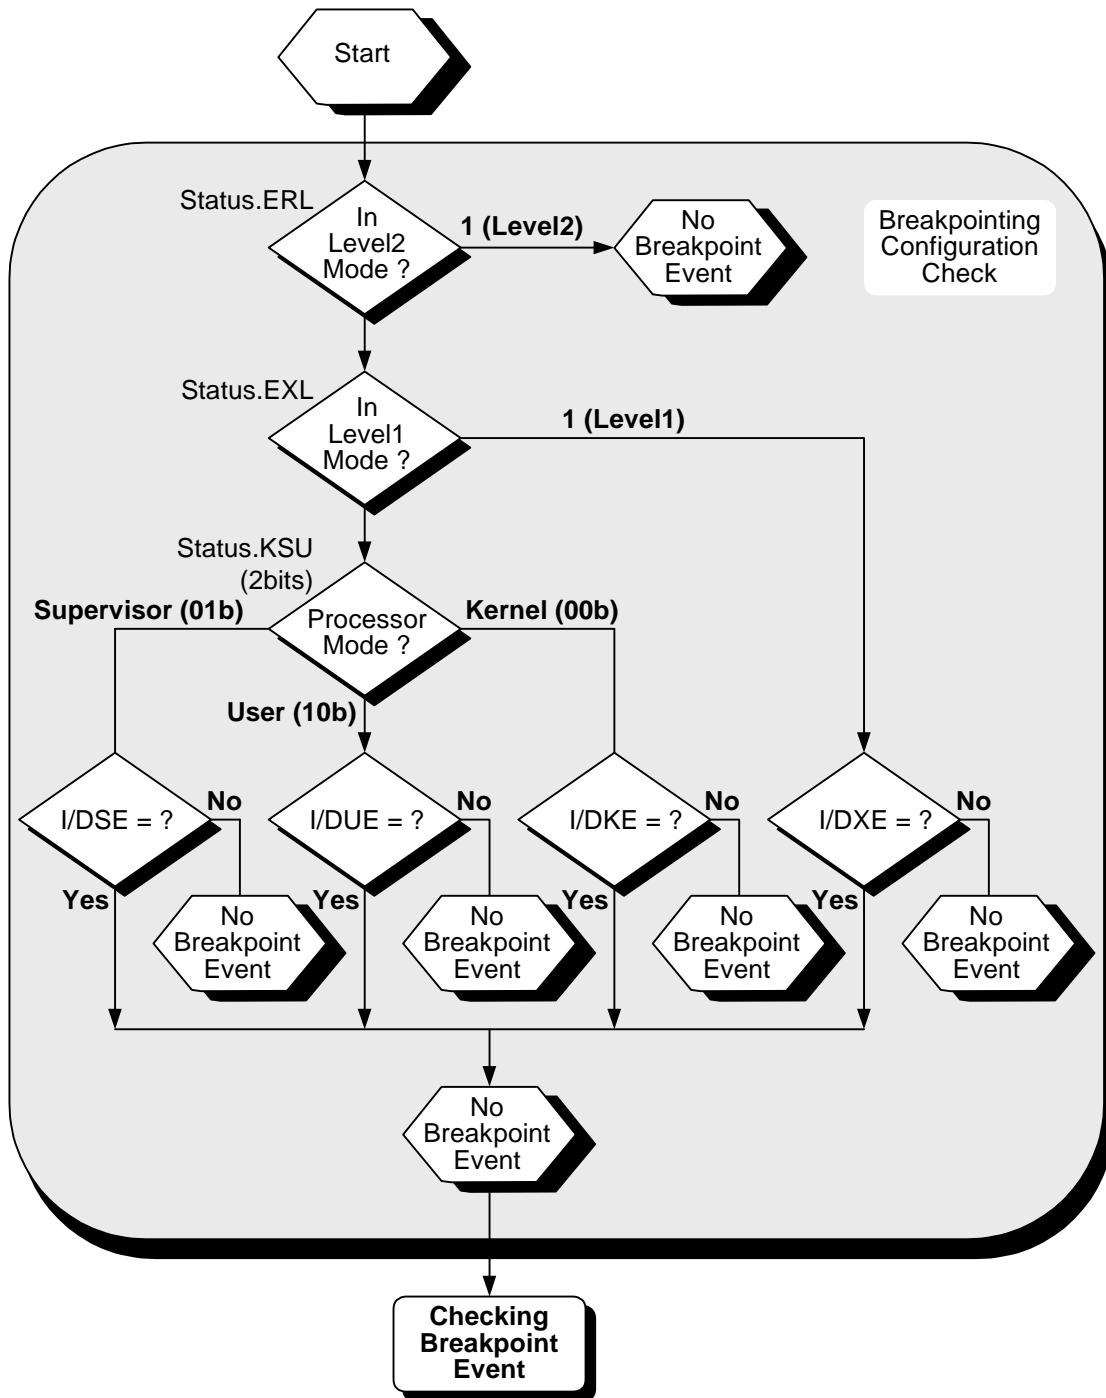 Start
Status.ERL
In
Level2
Mode ?
1 (Level2)
No
Breakpoint
Event
Breakpointing
Configuration
Check
Status.EXL
In
Level1
Mode ?
1 (Level1)
Status.KSU
(2bits)
Supervisor (01b)
Processor
Mode ?
Kernel (00b)
User (10b)
I/DSE = ?
No
Yes
No
Breakpoint
Event
I/DUE = ?
No
Yes
No
Breakpoint
Event
I/DKE = ?
No
Yes
No
Breakpoint
Event
I/DXE = ?
No
Yes
No
Breakpoint
Event
No
Breakpoint
Event
Checking
Breakpoint
Event